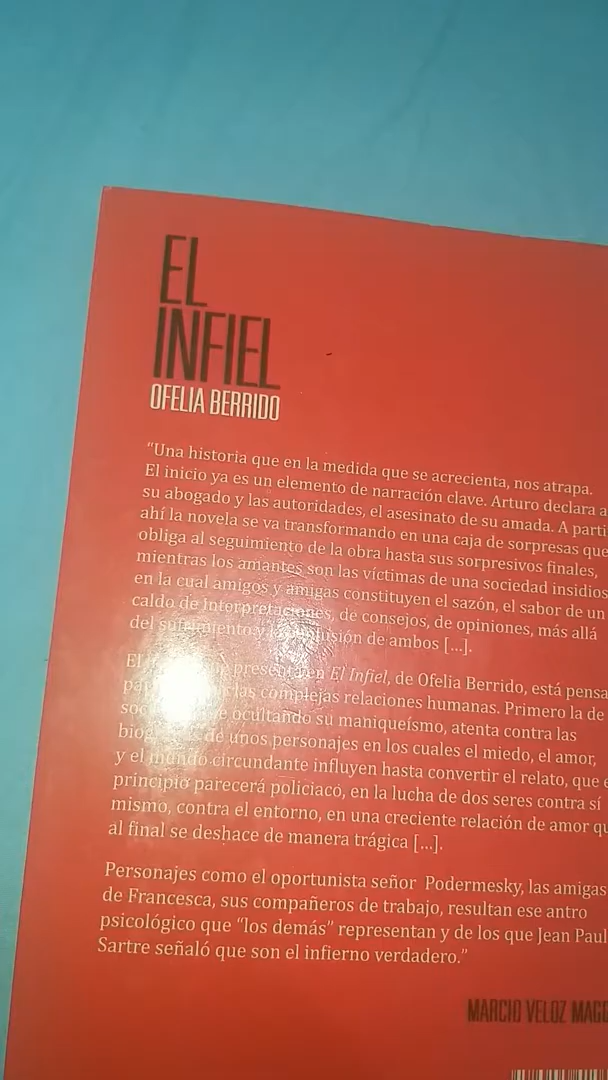 EL
INFIEL
OFELIA BERRIDO
“Una historia que en la medida que se acrecienta, nos atrapa.
El inicio ya es un elemento de narración clave. Arturo declara a
su abogado y las autoridades, el asesinato de su amada. A parti
ahí la novela se va transformando en una caja de sorpresas que
obliga al seguimiento de la obra hasta sus sorpresivos finales,
mientras los amantes son las víctimas de una sociedad insidios
en la cual amigos y amigas constituyen el sazón, el sabor de un
caldo de interpretaciones, de consejos, de opiniones, más allá
del sufrimiento y de ambos [...].
El en El Infiel, de Ofelia Berrido, está pensa
las complejas relaciones humanas. Primero la de
ocultando su maniqueísmo, atenta contra las
de unos personajes en los cuales el miedo, el amor,
y el mundo circundante influyen hasta convertir el relato, que e
principio parecerá policiaco, en la lucha de dos seres contra sí
mismo, contra el entorno, en una creciente relación de amor qu
al final se deshace de manera trágica [...].
Personajes como el oportunista señor Podermesky, las amigas
de Francesca, sus compañeros de trabajo, resultan ese antro
psicológico que “los demás” representan y de los que Jean Paul
Sartre señaló que son el infierno verdadero.”
MARCIO VELOZ MAGG